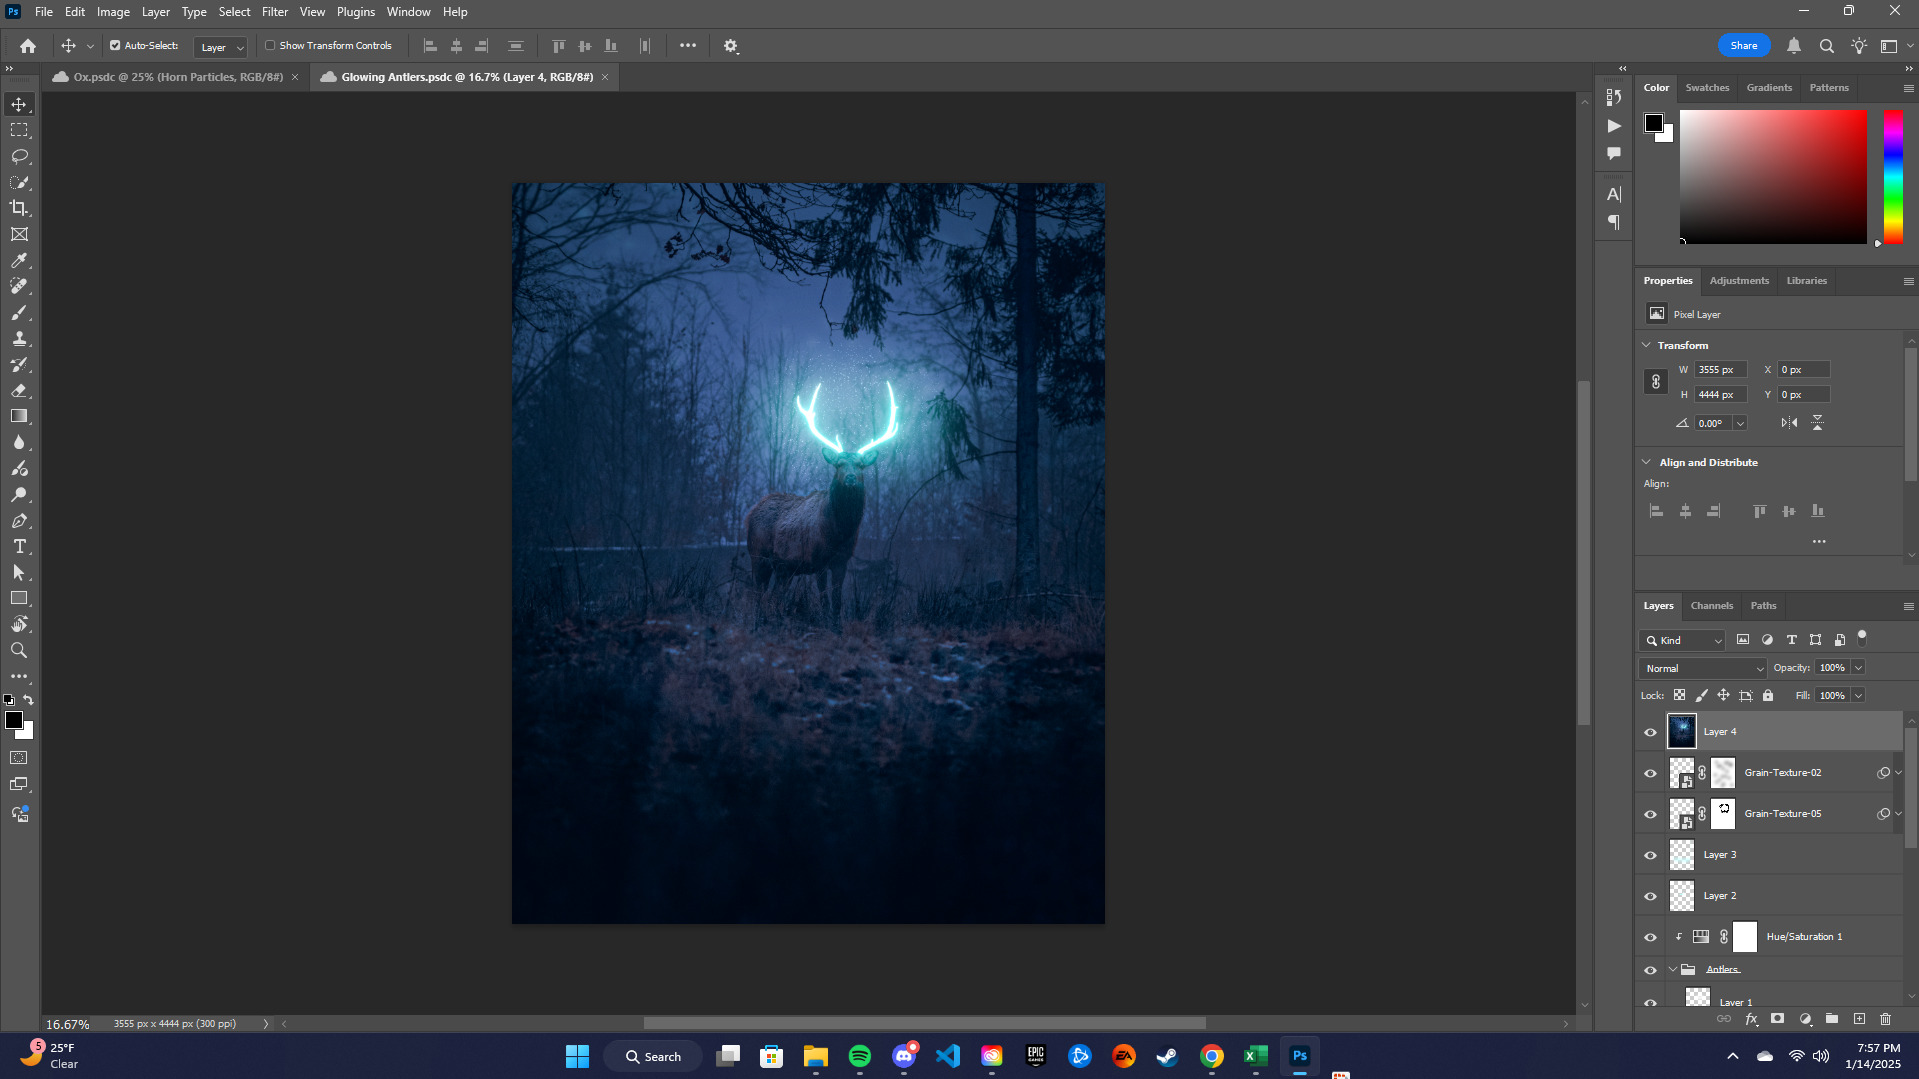 Ps File Edit Image Layer Type Select Filter View Plugins Window Help
Auto-Select: Layer Show Transform Controls Share
Ox.psdc @ 25% (Horn Particles, RGB/8#) × Glowing Antlers.psdc @ 16.7% (Layer 4, RGB/8#) ×
Color Swatches Gradients Patterns
Properties Adjustments Libraries
Pixel Layer
Transform
W 3555 px X 0 px
H 4444 px Y 0 px
0.00°
Align and Distribute
Align:
Layers Channels Paths
Kind
Normal Opacity: 100%
Lock: Fill: 100%
Layer 4
Grain-Texture-02
Grain-Texture-05
Layer 3
Layer 2
Hue/Saturation 1
Antlers
Layer 1
16.67% 3555 px x 4444 px (300 ppi)
5 25°F
Clear
Search
EPIC
GAMES
EA
Ps
7:57 PM
1/14/2025